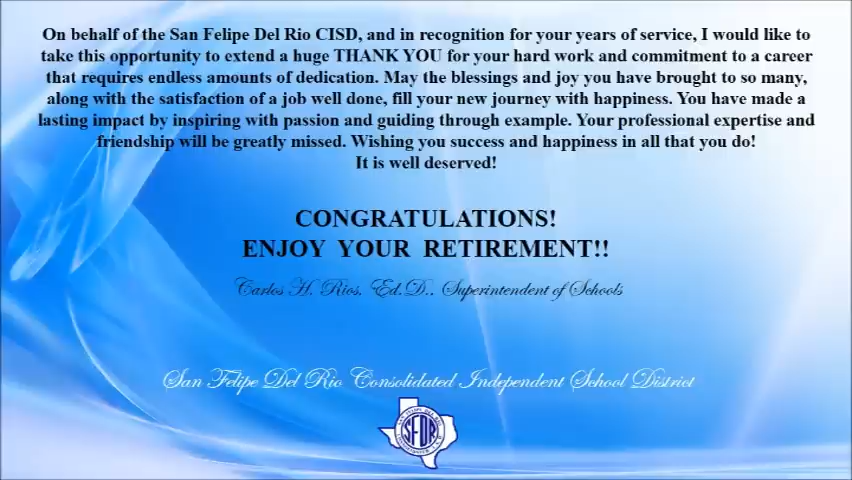 On behalf of the San Felipe Del Rio CISD, and in recognition for your years of service, I would like to
take this opportunity to extend a huge THANK YOU for your hard work and commitment to a career
that requires endless amounts of dedication. May the blessings and joy you have brought to so many,
along with the satisfaction of a job well done, fill your new journey with happiness. You have made a
lasting impact by inspiring with passion and guiding through example. Your professional expertise and
friendship will be greatly missed. Wishing you success and happiness in all that you do!
It is well deserved!
CONGRATULATIONS!
ENJOY YOUR RETIREMENT!!
Carlos H. Rios, Ed.D., Superintendent of Schools
San Felipe Del Rio Consolidated Independent School District
SAN FELIPE DEL RIO
SFDR